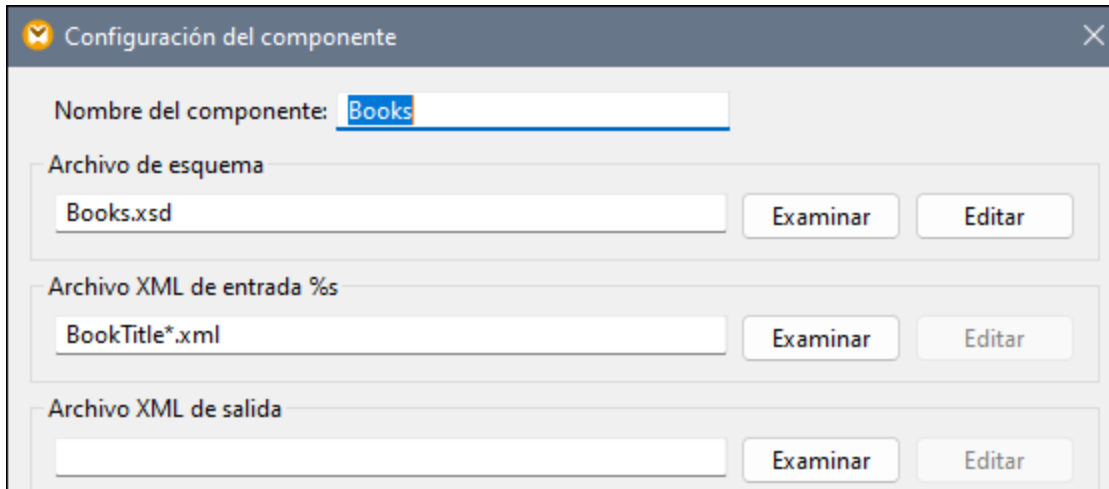 Configuración del componente
Nombre del componente: Books
Archivo de esquema
Books.xsd Examinar Editar
Archivo XML de entrada %s
BookTitle*.xml Examinar Editar
Archivo XML de salida
Examinar Editar